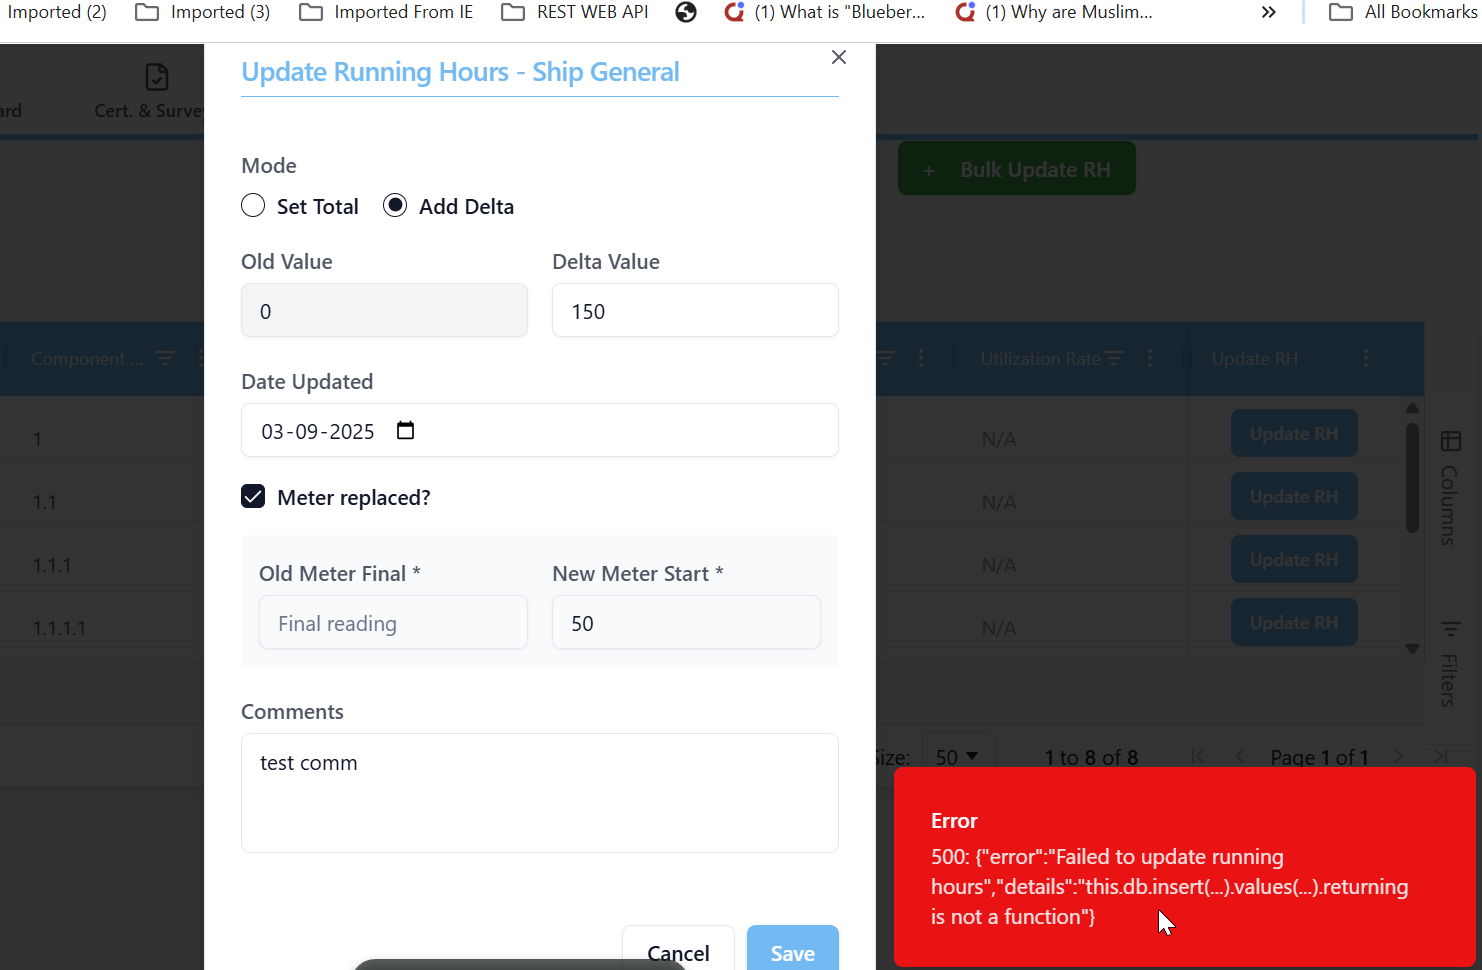 Imported (2) Imported (3) Imported From IE REST WEB API (1) What is "Blueber... (1) Why are Muslim... All Bookmarks
Update Running Hours - Ship General
ard Cert. & Survey
Mode
+ Bulk Update RH
Set Total Add Delta
Old Value Delta Value
0 150
Component ... Utilization Rate Update RH
Date Updated
03-09-2025
1 N/A Update RH
Meter replaced?
1.1 N/A Update RH
Columns
Old Meter Final * New Meter Start *
1.1.1 N/A Update RH
Final reading 50
1.1.1.1 N/A Update RH
Filters
Comments
test comm
Size: 50 1 to 8 of 8 Page 1 of 1
Error
500: {"error":"Failed to update running
hours","details":"this.db.insert(...).values(...).returning
is not a function"}
Cancel Save